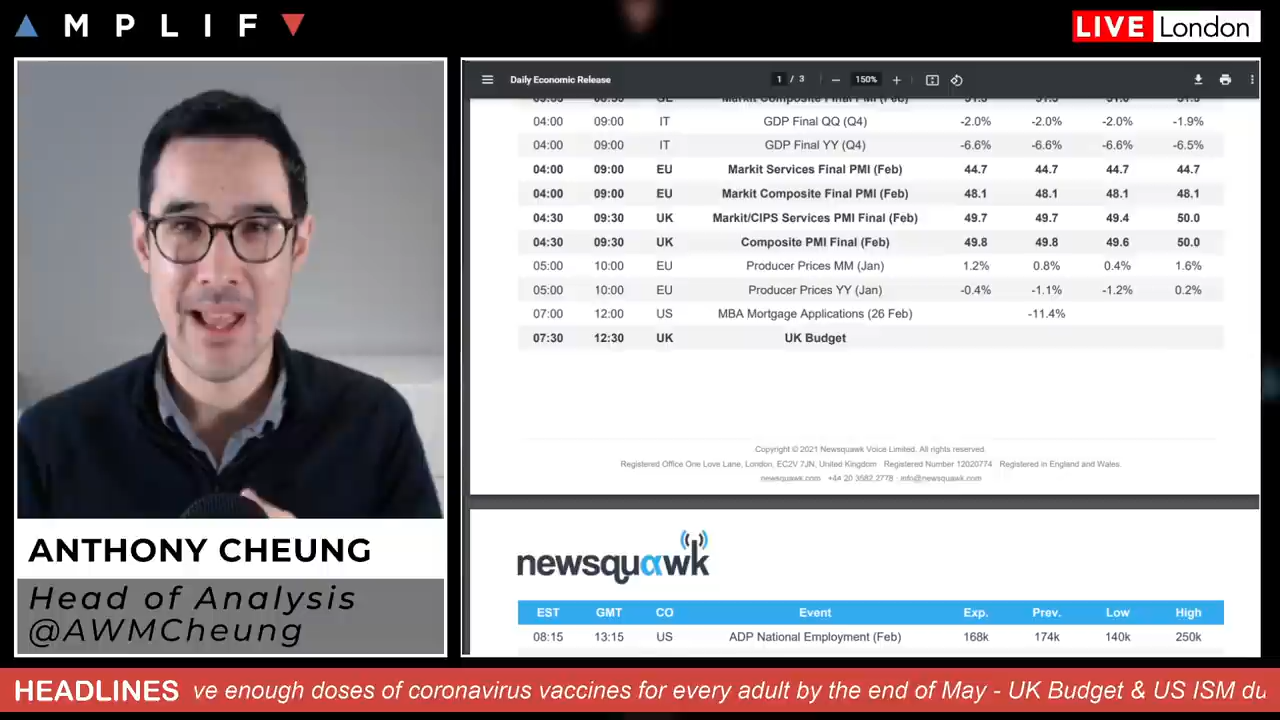 AMPLIFY
LIVE London
Daily Economic Release
1 / 3
150%
Markit Composite Final PMI (Feb)
04:00 09:00 IT GDP Final QQ (Q4) -2.0% -2.0% -2.0% -1.9%
04:00 09:00 IT GDP Final YY (Q4) -6.6% -6.6% -6.6% -6.5%
04:00 09:00 EU Markit Services Final PMI (Feb) 44.7 44.7 44.7 44.7
04:00 09:00 EU Markit Composite Final PMI (Feb) 48.1 48.1 48.1 48.1
04:30 09:30 UK Markit/CIPS Services PMI Final (Feb) 49.7 49.7 49.4 50.0
04:30 09:30 UK Composite PMI Final (Feb) 49.8 49.8 49.6 50.0
05:00 10:00 EU Producer Prices MM (Jan) 1.2% 0.8% 0.4% 1.6%
05:00 10:00 EU Producer Prices YY (Jan) -0.4% -1.1% -1.2% 0.2%
07:00 12:00 US MBA Mortgage Applications (26 Feb) -11.4%
07:30 12:30 UK UK Budget
Copyright © 2021 Newsquawk Voice Limited. All rights reserved.
Registered Office One Love Lane, London, EC2V 7JN, United Kingdom Registered Number 12020774 Registered in England and Wales.
newsquawk.com · +44 20 3582 2778 · info@newsquawk.com
newsquawk
EST GMT CO Event Exp. Prev. Low High
08:15 13:15 US ADP National Employment (Feb) 168k 174k 140k 250k
ANTHONY CHEUNG
Head of Analysis
@AWMCheung
HEADLINES ve enough doses of coronavirus vaccines for every adult by the end of May - UK Budget & US ISM du